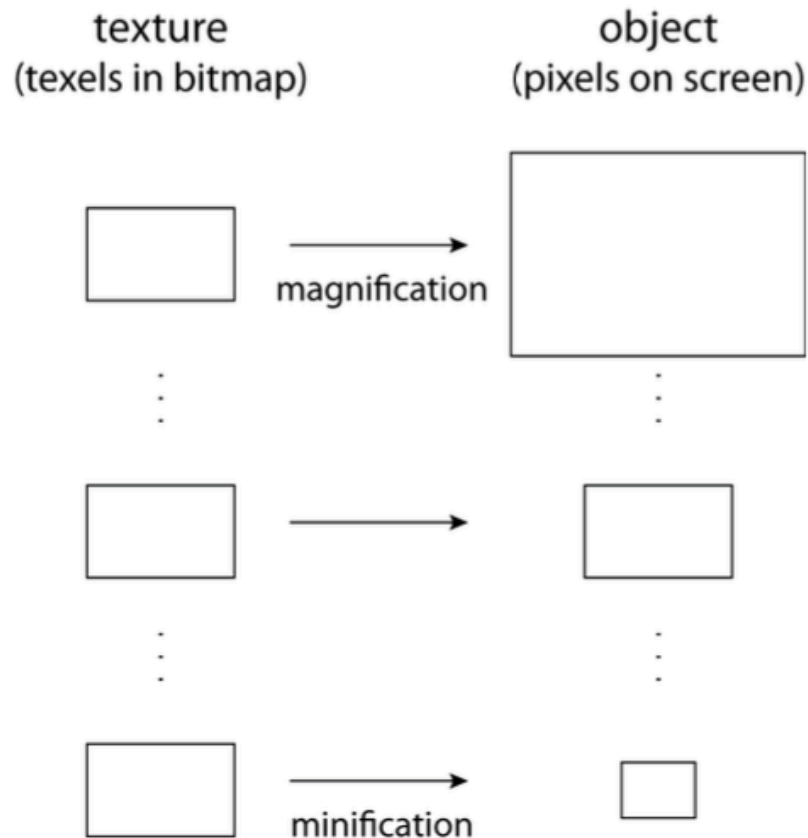 texture
(texels in bitmap)
object
(pixels on screen)
magnification
minification